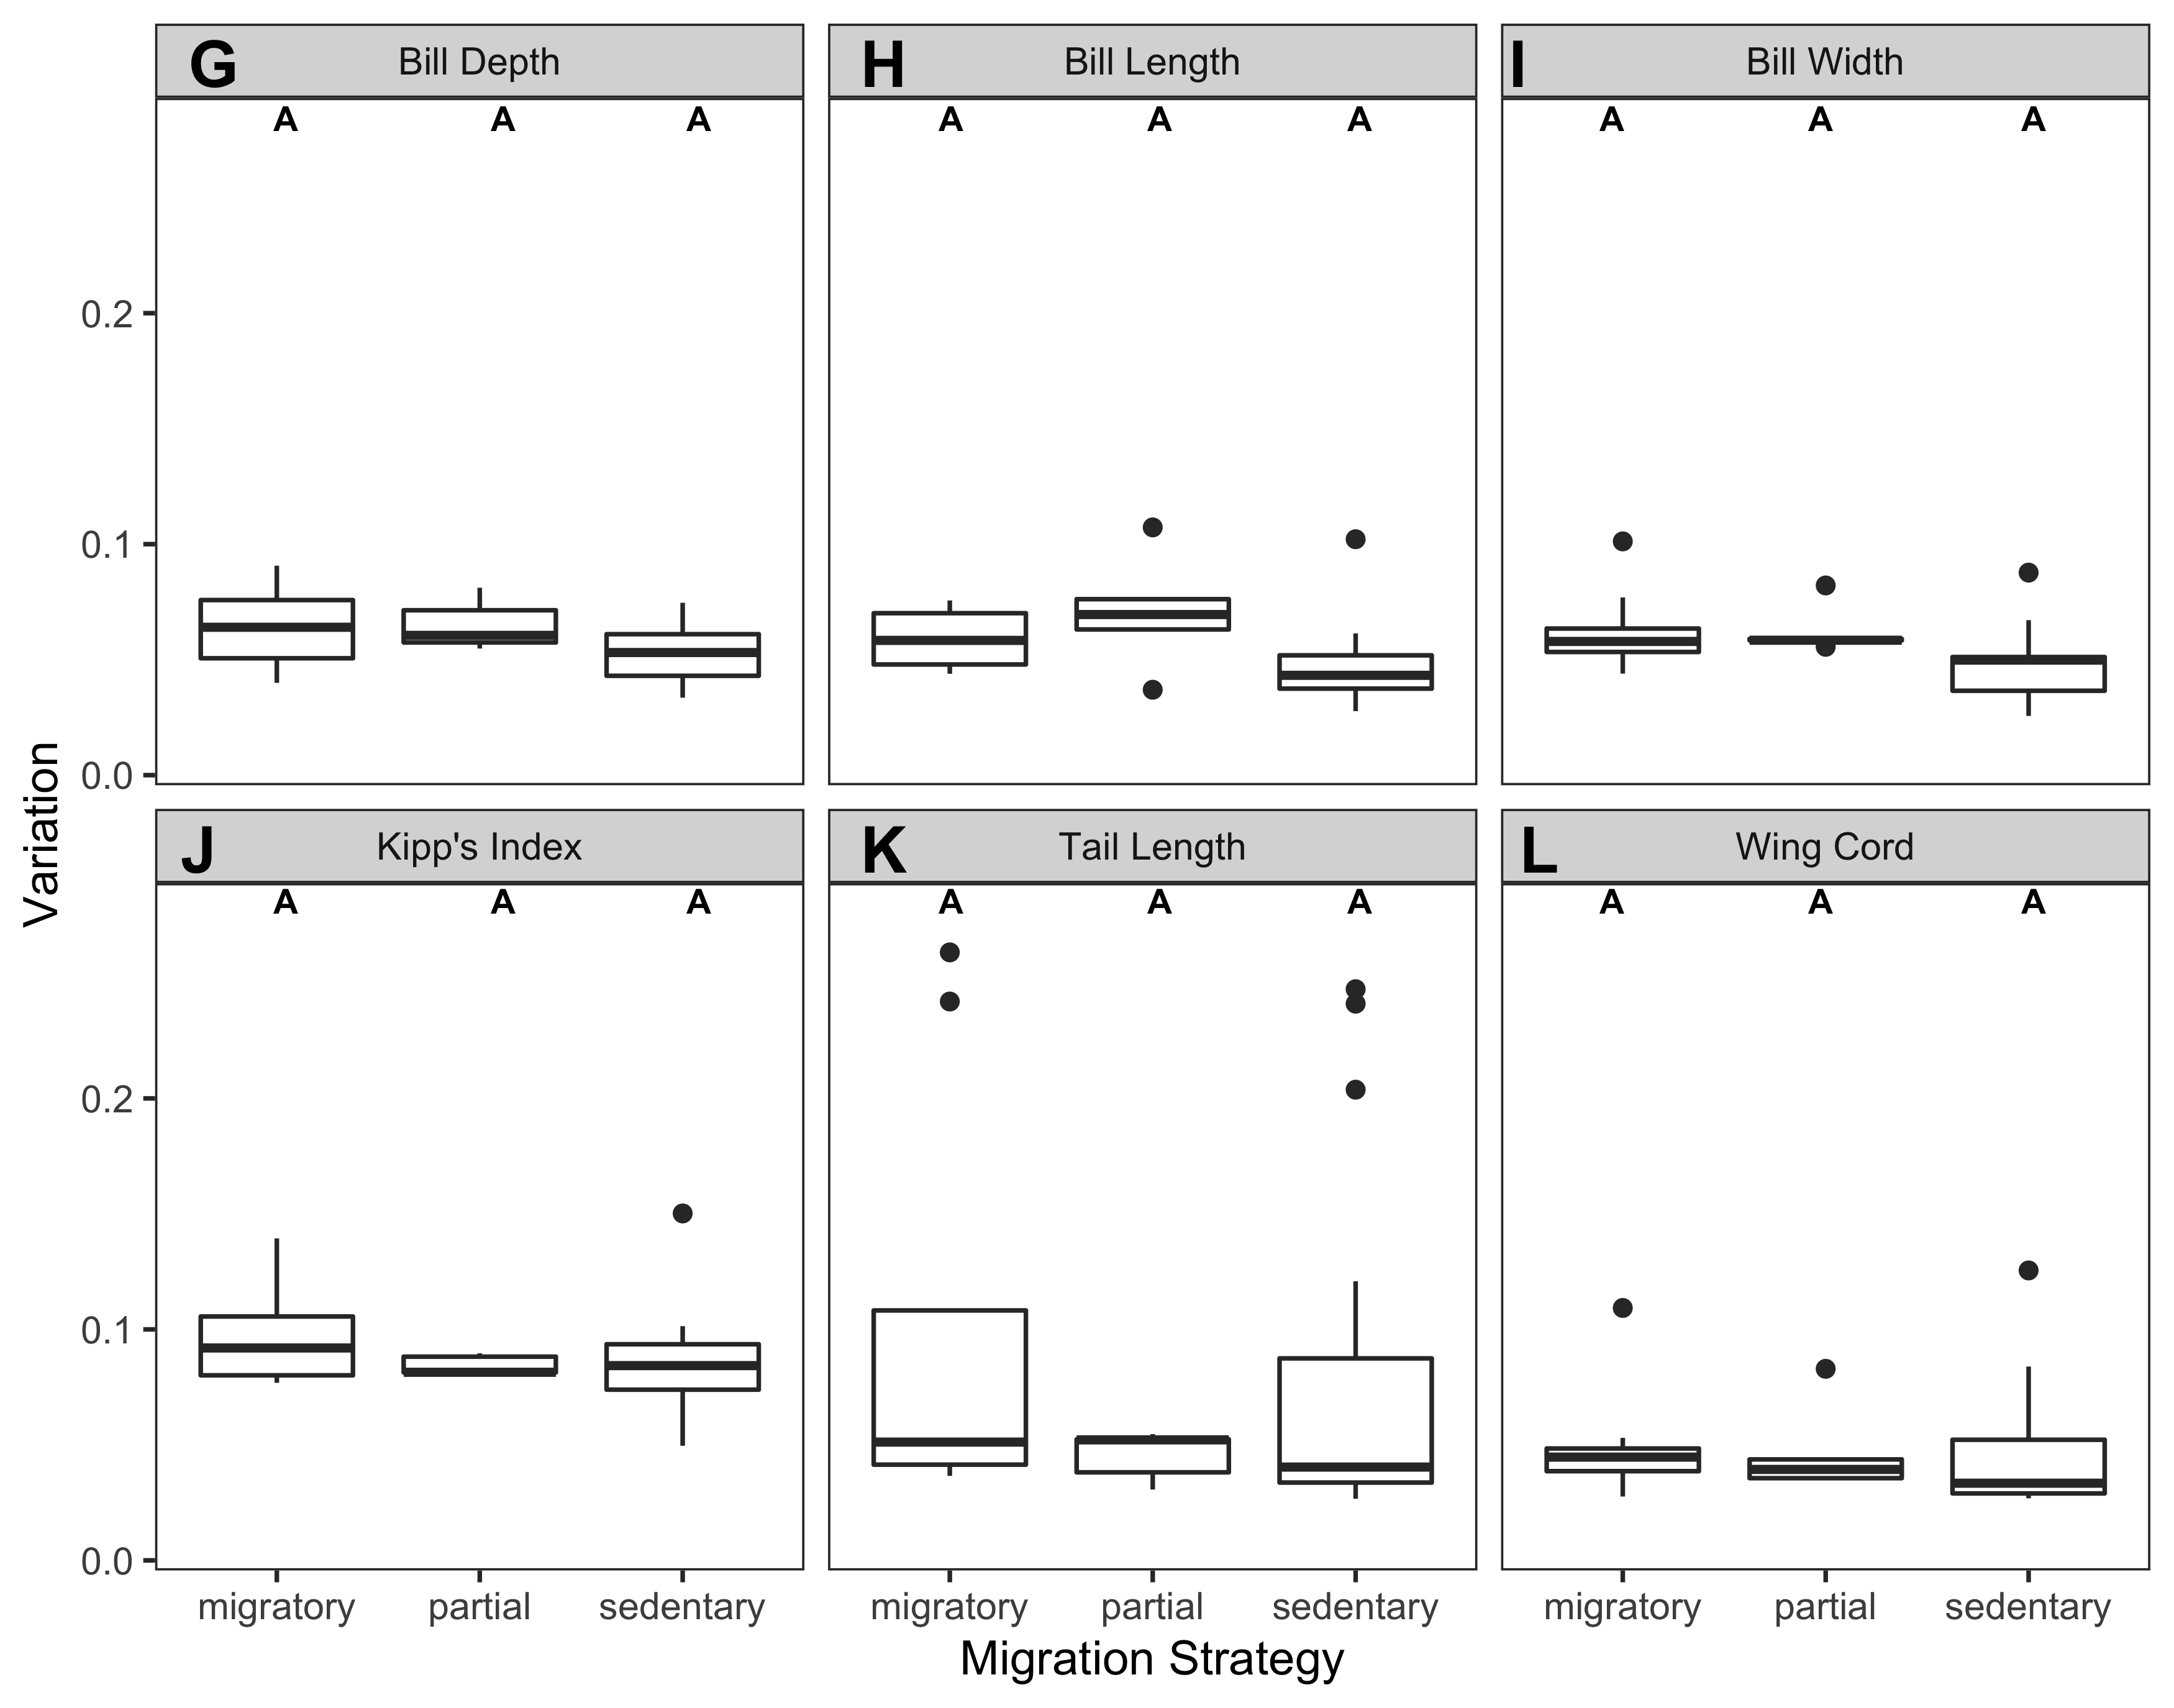 G Bill Depth
H Bill Length
I Bill Width
A A A
A A A
A A A
0.2
0.1
0.0
Variation
J Kipp's Index
K Tail Length
L Wing Cord
A A A
A A A
A A A
0.2
0.1
0.0
migratory partial sedentary
migratory partial sedentary
migratory partial sedentary
Migration Strategy